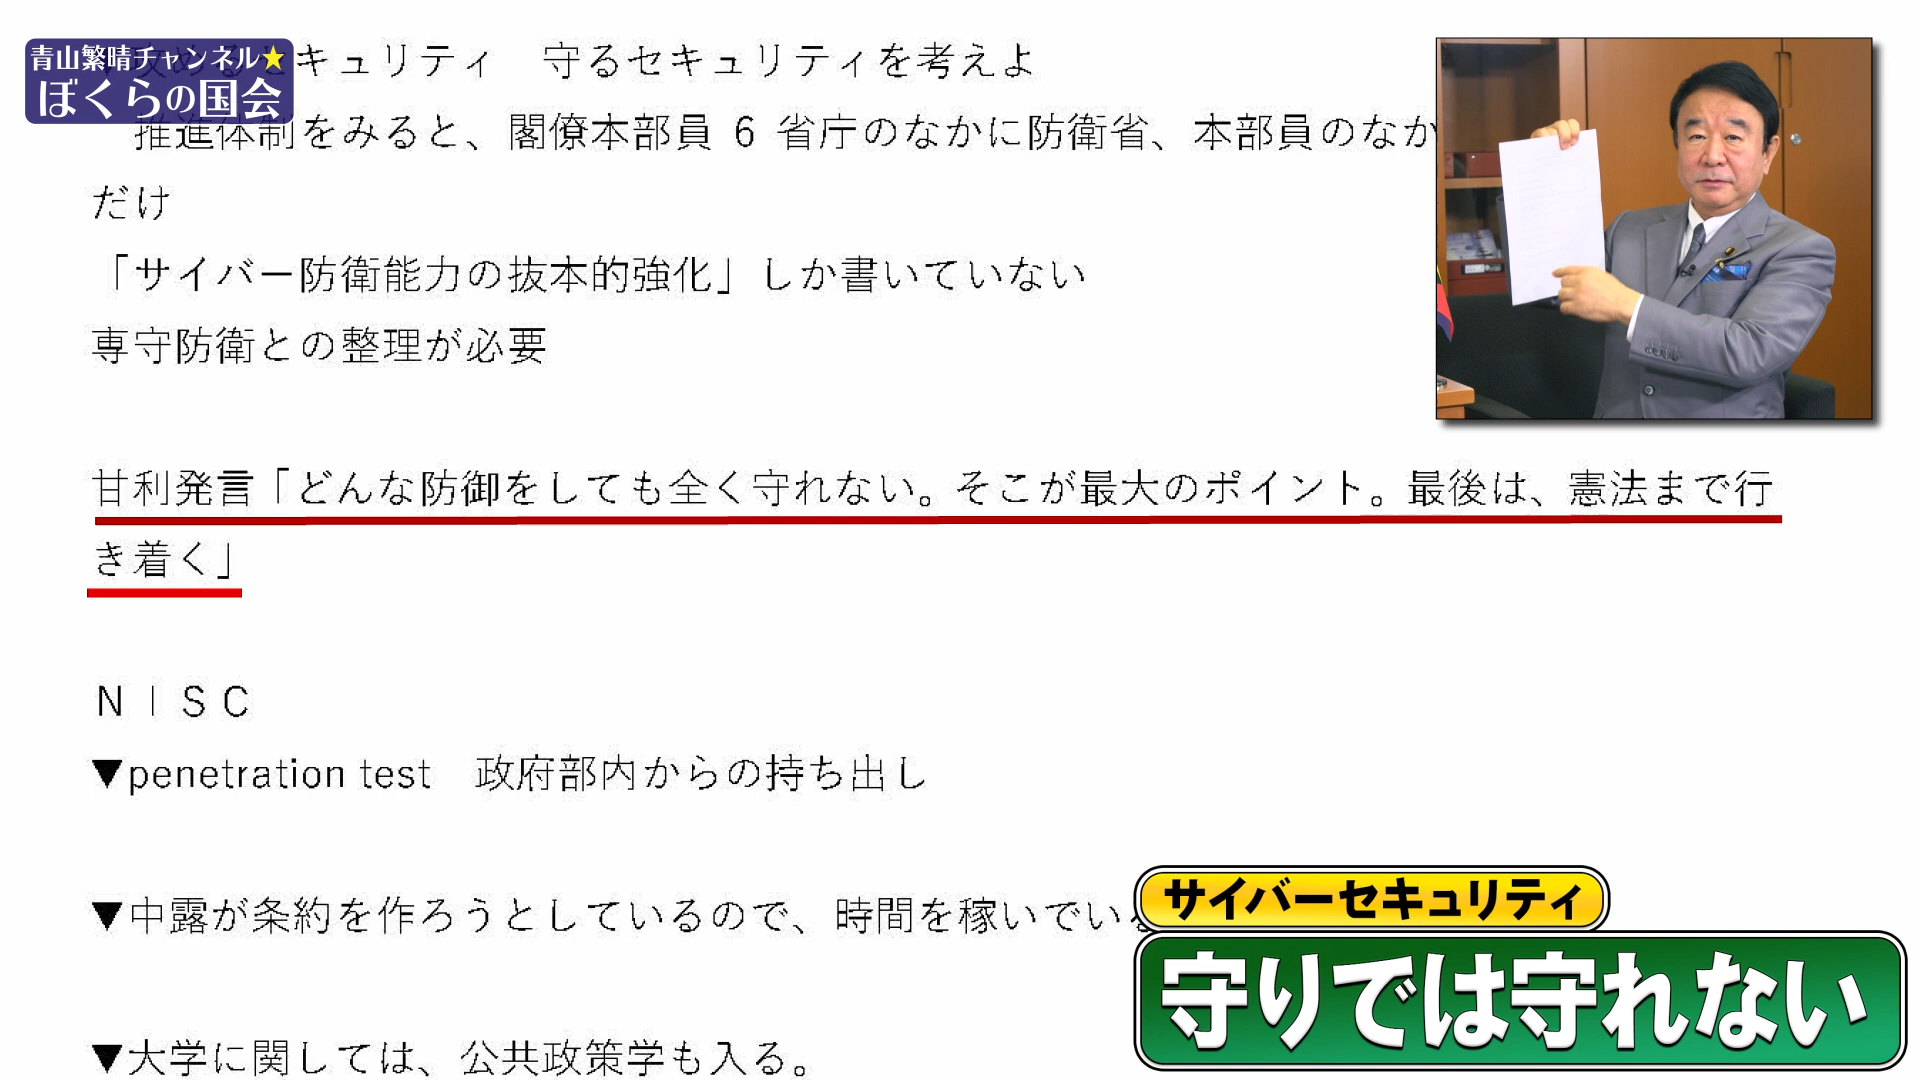 青山繁晴チャンネル★
ぼくらの国会
キュリティ　守るセキュリティを考えよ
推進体制をみると、閣僚本部員 6 省庁のなかに防衛省、本部員のなか
だけ
「サイバー防衛能力の抜本的強化」しか書いていない
専守防衛との整理が必要
甘利発言「どんな防御をしても全く守れない。そこが最大のポイント。最後は、憲法まで行
き着く」
ＮＩＳＣ
▼penetration test　政府部内からの持ち出し
▼中露が条約を作ろうとしているので、時間を稼いでい
▼大学に関しては、公共政策学も入る。
サイバーセキュリティ
守りでは守れない